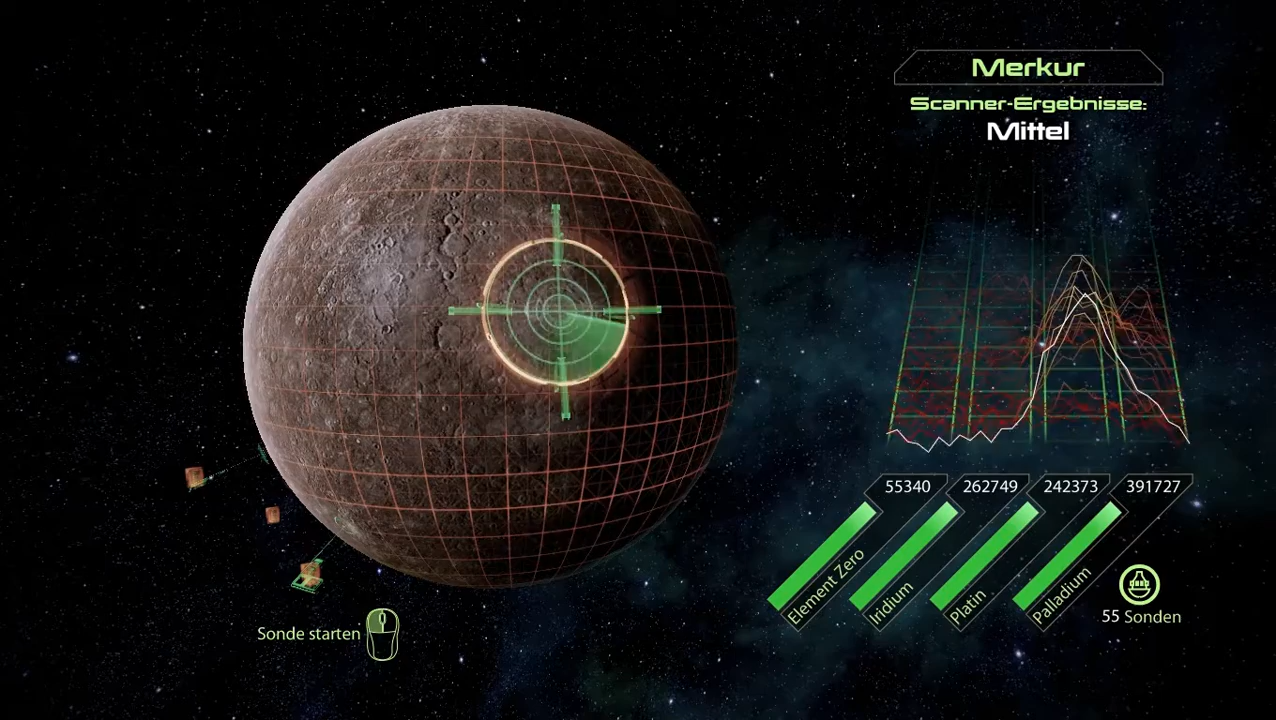 Merkur
Scanner-Ergebnisse:
Mittel
55340 262749 242373 391727
Element Zero
Iridium
Platin
Palladium
55 Sonden
Sonde starten